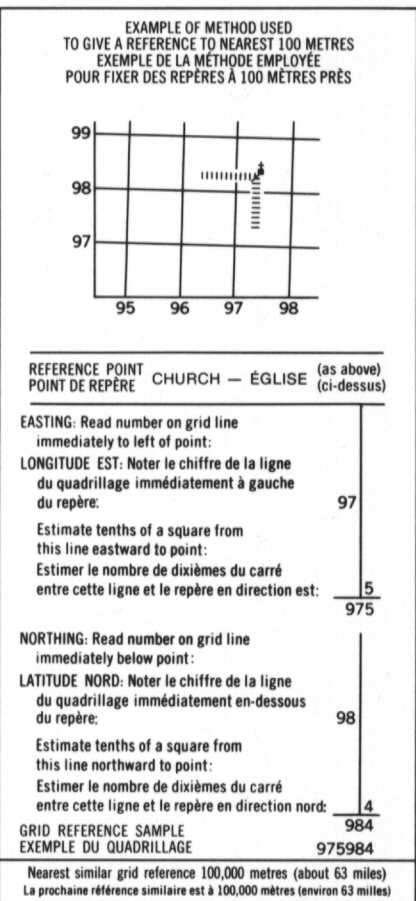 EXAMPLE OF METHOD USED
TO GIVE A REFERENCE TO NEAREST 100 METRES
EXEMPLE DE LA MÉTHODE EMPLOYÉE
POUR FIXER DES REPÈRES À 100 MÈTRES PRÈS
99
98
97
95 96 97 98
REFERENCE POINT
POINT DE REPÈRE
CHURCH — ÉGLISE
(as above)
(ci-dessus)
EASTING: Read number on grid line
immediately to left of point:
LONGITUDE EST: Noter le chiffre de la ligne
du quadrillage immédiatement à gauche
du repère: 97
Estimate tenths of a square from
this line eastward to point:
Estimer le nombre de dixièmes du carré
entre cette ligne et le repère en direction est: 5
975
NORTHING: Read number on grid line
immediately below point:
LATITUDE NORD: Noter le chiffre de la ligne
du quadrillage immédiatement en-dessous
du repère: 98
Estimate tenths of a square from
this line northward to point:
Estimer le nombre de dixièmes du carré
entre cette ligne et le repère en direction nord: 4
984
GRID REFERENCE SAMPLE
EXEMPLE DU QUADRILLAGE 975984
Nearest similar grid reference 100,000 metres (about 63 miles)
La prochaine référence similaire est à 100,000 mètres (environ 63 milles)